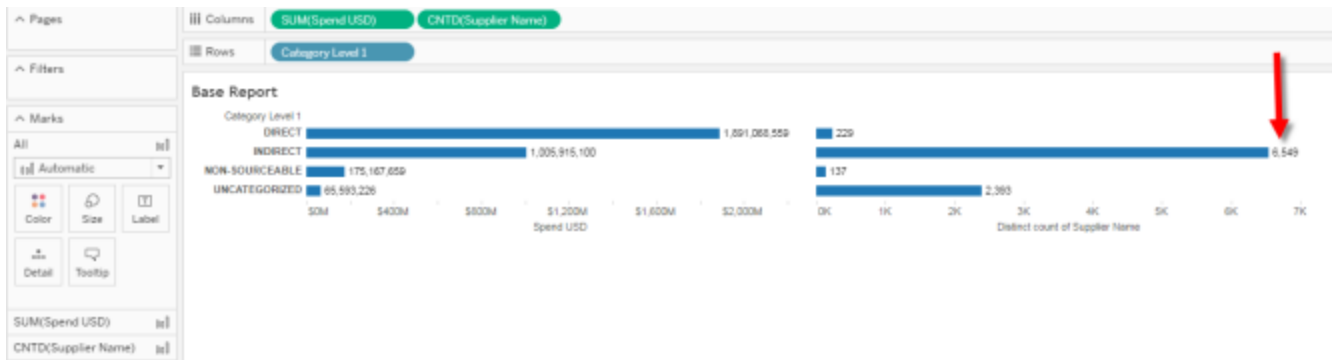 Pages
Columns SUM(Spend USD) CNTD(Supplier Name)
Rows Category Level 1
Filters
Base Report
Marks
Category Level 1
All
DIRECT 1,891,068,559 229
INDIRECT 1,005,915,100 6,549
Automatic
NON-SOURCEABLE 175,167,659 137
UNCATEGORIZED 65,593,226 2,393
$0M $400M $800M $1,200M $1,600M $2,000M 0K 1K 2K 3K 4K 5K 6K 7K
Spend USD Distinct count of Supplier Name
Color Size Label
Detail Tooltip
SUM(Spend USD)
CNTD(Supplier Name)